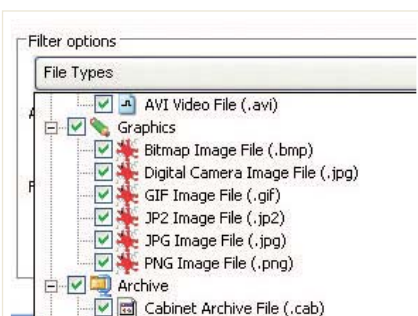 Filter options
File Types
AVI Video File (.avi)
Graphics
Bitmap Image File (.bmp)
Digital Camera Image File (.jpg)
GIF Image File (.gif)
JP2 Image File (.jp2)
JPG Image File (.jpg)
PNG Image File (.png)
Archive
Cabinet Archive File (.cab)